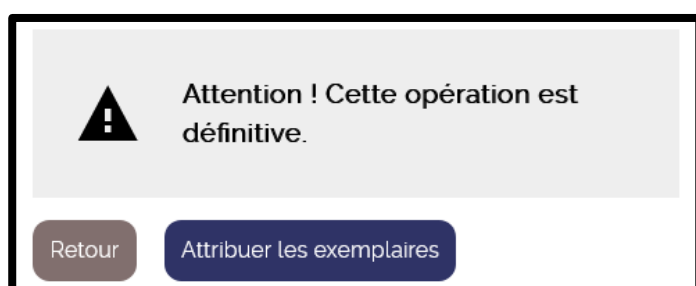 Attention ! Cette opération est
définitive.
Retour
Attribuer les exemplaires